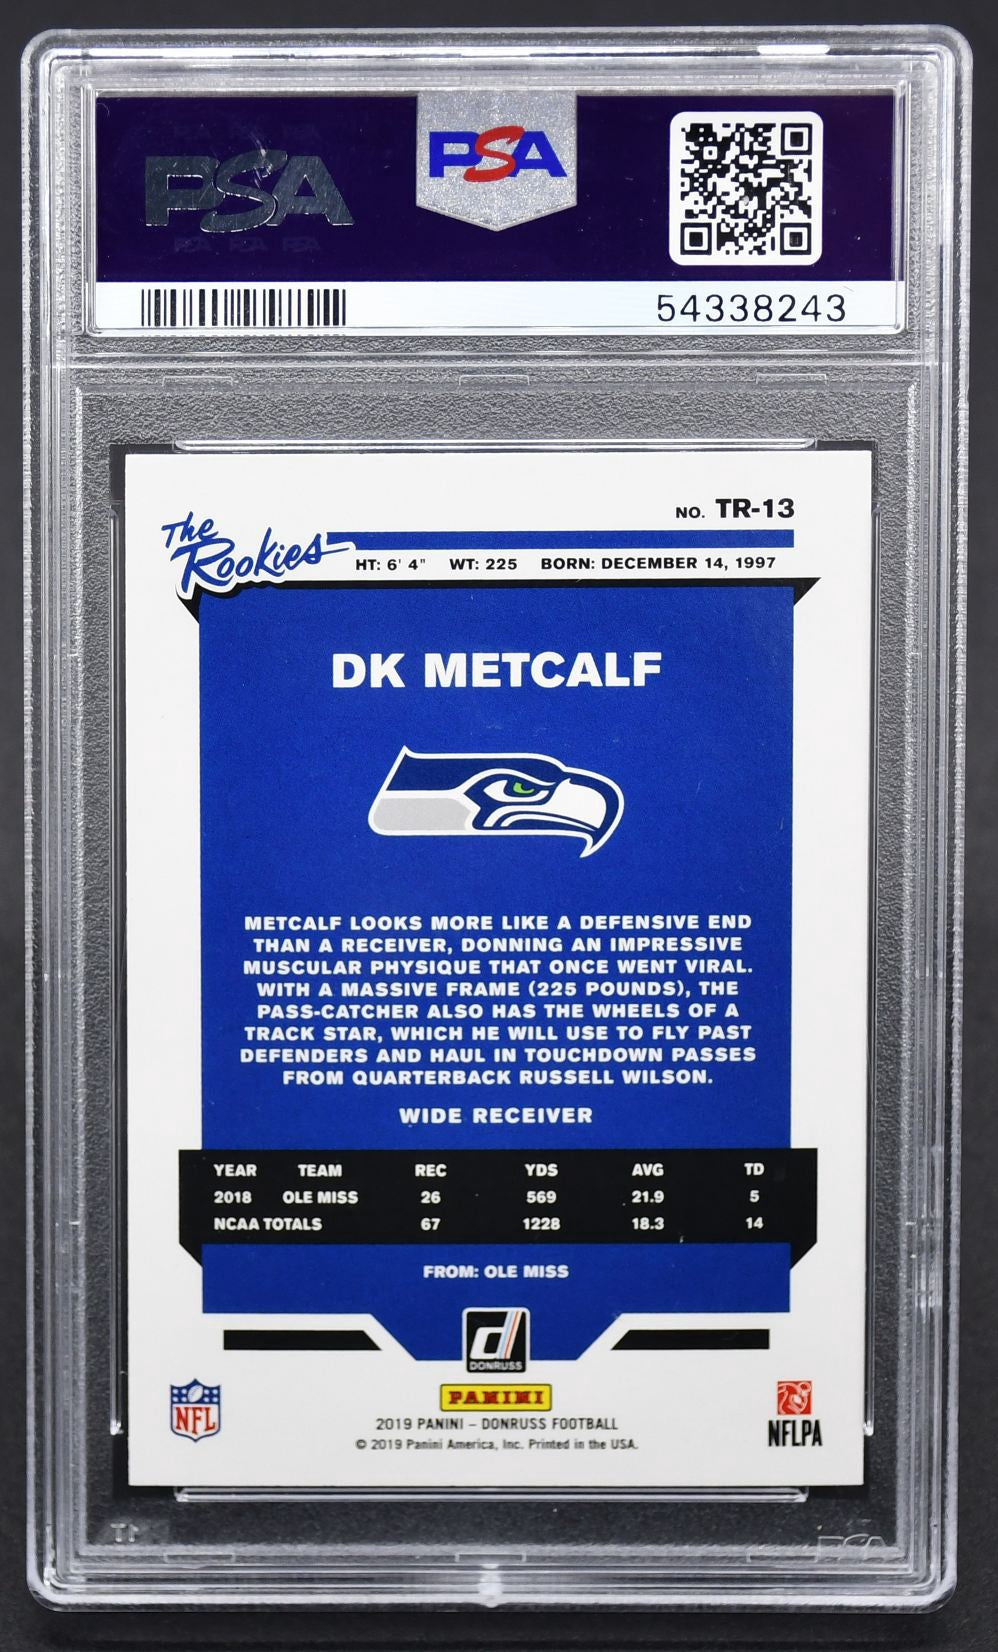 PSA
PSA
54338243
NO. TR-13
The
Rookies
HT: 6' 4" WT: 225 BORN: DECEMBER 14, 1997
DK METCALF
METCALF LOOKS MORE LIKE A DEFENSIVE END
THAN A RECEIVER, DONNING AN IMPRESSIVE
MUSCULAR PHYSIQUE THAT ONCE WENT VIRAL.
WITH A MASSIVE FRAME (225 POUNDS), THE
PASS-CATCHER ALSO HAS THE WHEELS OF A
TRACK STAR, WHICH HE WILL USE TO FLY PAST
DEFENDERS AND HAUL IN TOUCHDOWN PASSES
FROM QUARTERBACK RUSSELL WILSON.
WIDE RECEIVER
YEAR TEAM REC YDS AVG TD
2018 OLE MISS 26 569 21.9 5
NCAA TOTALS 67 1228 18.3 14
FROM: OLE MISS
d
DONRUSS
PANINI
NFL
NFLPA
2019 PANINI – DONRUSS FOOTBALL
© 2019 Panini America, Inc. Printed in the USA.
PSA